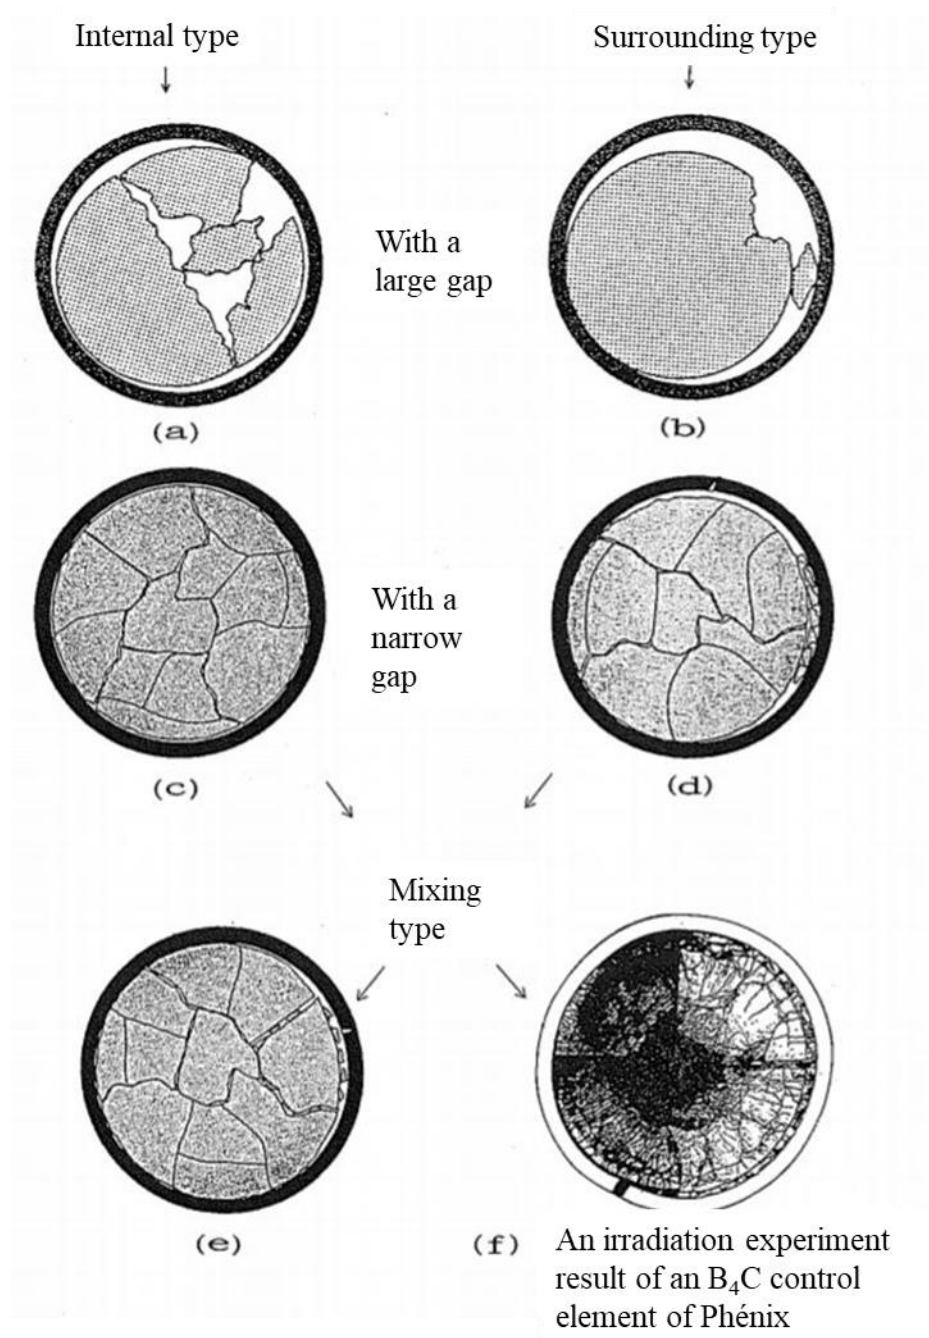 Internal type
Surrounding type
With a
large gap
(a)
(b)
With a
narrow
gap
(c)
(d)
Mixing
type
(e)
(f)
An irradiation experiment
result of an B₄C control
element of Phénix